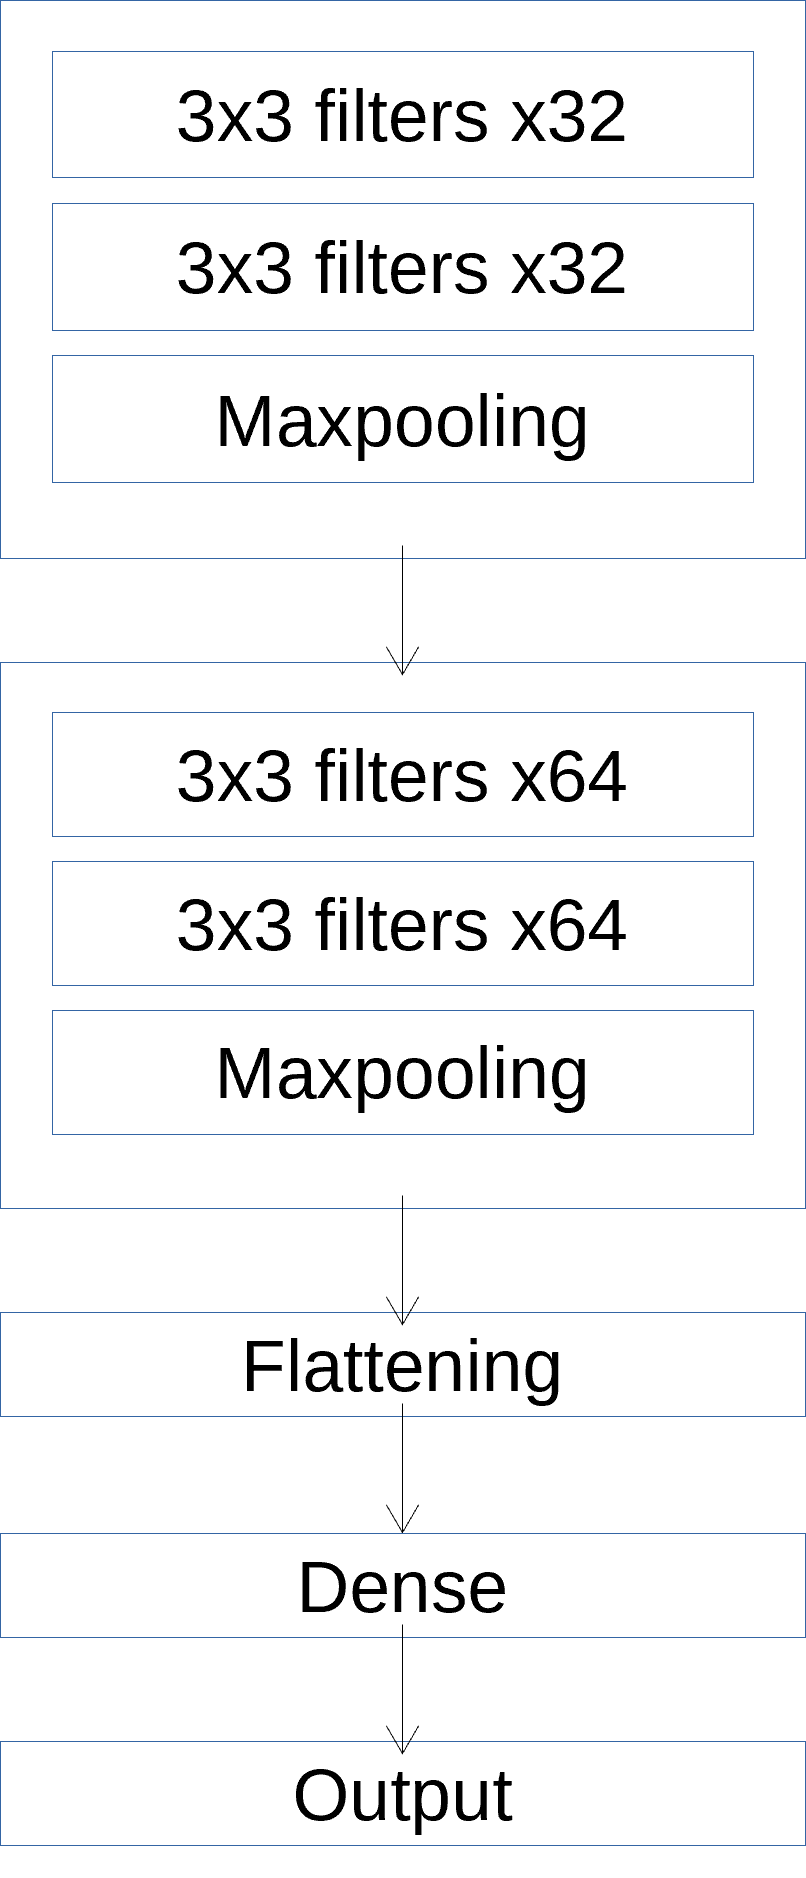 3x3 filters x32
3x3 filters x32
Maxpooling
3x3 filters x64
3x3 filters x64
Maxpooling
Flattening
Dense
Output